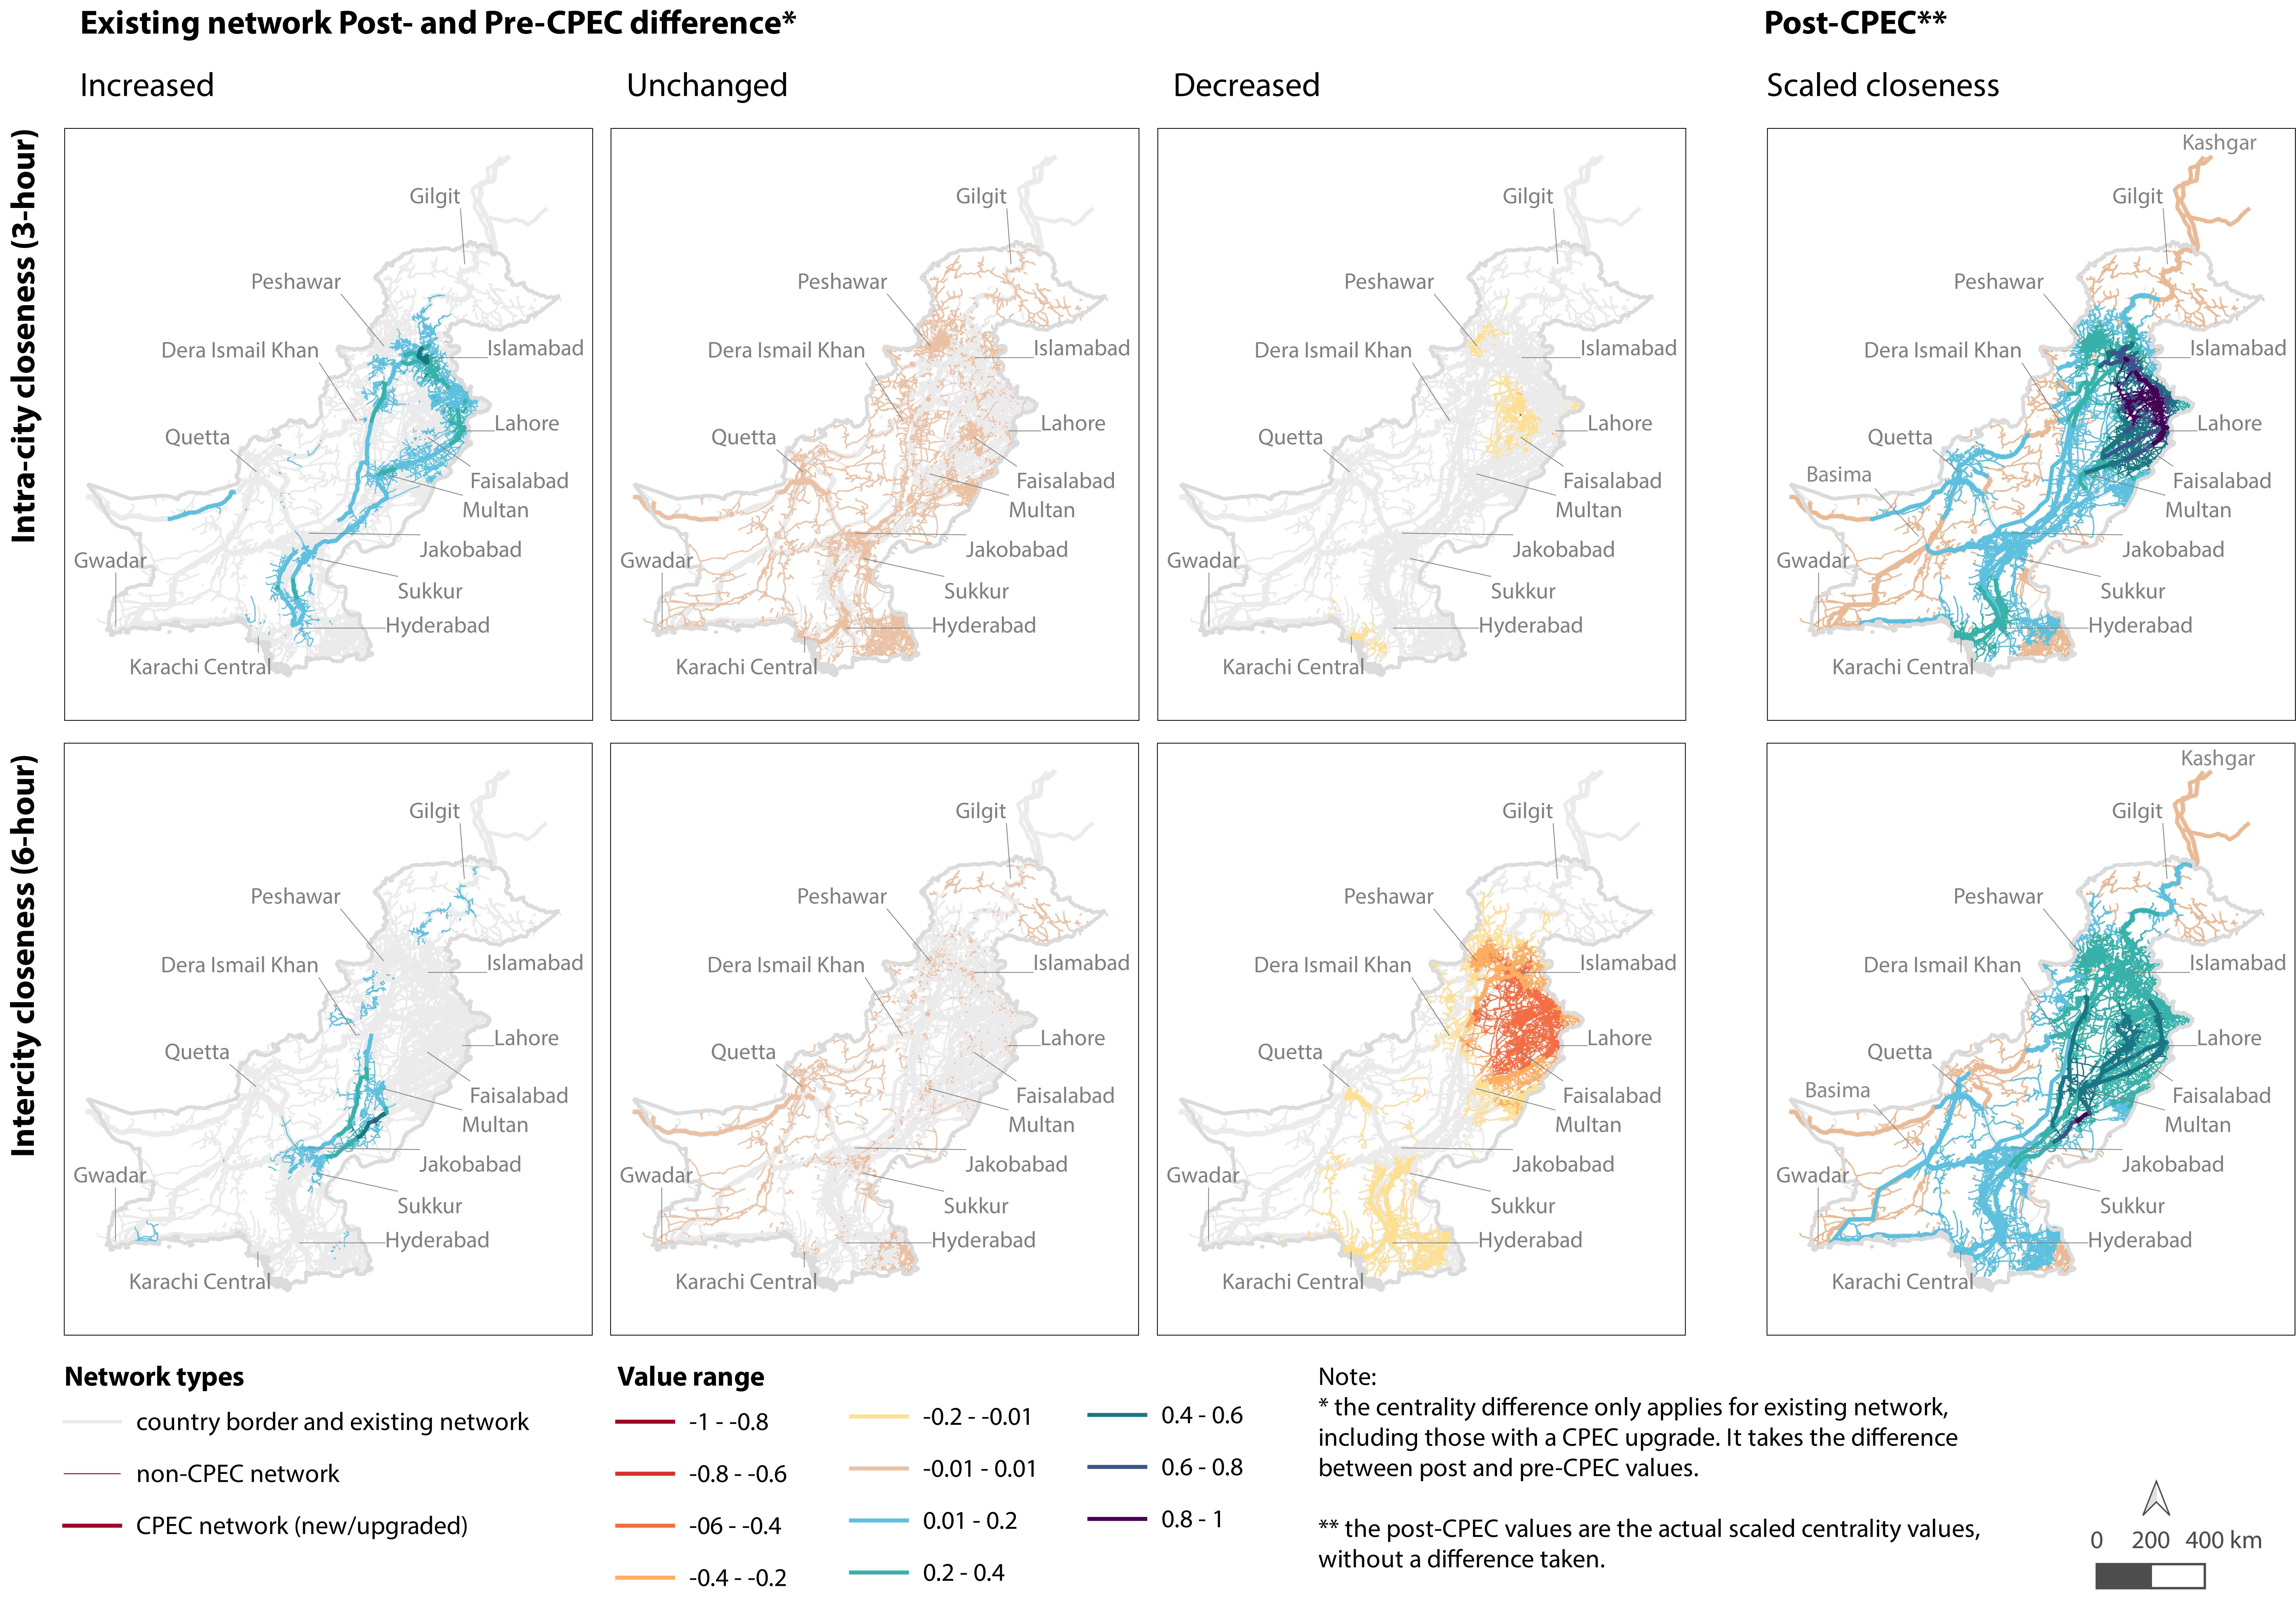 Existing network Post- and Pre-CPEC difference*
Post-CPEC**
Increased
Unchanged
Decreased
Scaled closeness
Intra-city closeness (3-hour)
Gilgit
Peshawar
Dera Ismail Khan
Islamabad
Quetta
Lahore
Faisalabad
Multan
Jakobabad
Gwadar
Sukkur
Hyderabad
Karachi Central
Gilgit
Peshawar
Dera Ismail Khan
Islamabad
Quetta
Lahore
Faisalabad
Multan
Jakobabad
Gwadar
Sukkur
Hyderabad
Karachi Central
Gilgit
Peshawar
Dera Ismail Khan
Islamabad
Quetta
Lahore
Faisalabad
Multan
Jakobabad
Gwadar
Sukkur
Hyderabad
Karachi Central
Kashgar
Gilgit
Peshawar
Dera Ismail Khan
Islamabad
Quetta
Lahore
Basima
Faisalabad
Multan
Jakobabad
Gwadar
Sukkur
Hyderabad
Karachi Central
Intercity closeness (6-hour)
Gilgit
Peshawar
Dera Ismail Khan
Islamabad
Quetta
Lahore
Faisalabad
Multan
Jakobabad
Gwadar
Sukkur
Hyderabad
Karachi Central
Gilgit
Peshawar
Dera Ismail Khan
Islamabad
Quetta
Lahore
Faisalabad
Multan
Jakobabad
Gwadar
Sukkur
Hyderabad
Karachi Central
Gilgit
Peshawar
Dera Ismail Khan
Islamabad
Quetta
Lahore
Faisalabad
Multan
Jakobabad
Gwadar
Sukkur
Hyderabad
Karachi Central
Kashgar
Gilgit
Peshawar
Dera Ismail Khan
Islamabad
Quetta
Lahore
Basima
Faisalabad
Multan
Jakobabad
Gwadar
Sukkur
Hyderabad
Karachi Central
Network types
country border and existing network
non-CPEC network
CPEC network (new/upgraded)
Value range
-1 - -0.8
-0.8 - -0.6
-06 - -0.4
-0.4 - -0.2
-0.2 - -0.01
-0.01 - 0.01
0.01 - 0.2
0.2 - 0.4
0.4 - 0.6
0.6 - 0.8
0.8 - 1
Note:
* the centrality difference only applies for existing network,
including those with a CPEC upgrade. It takes the difference
between post and pre-CPEC values.
** the post-CPEC values are the actual scaled centrality values,
without a difference taken.
0 200 400 km